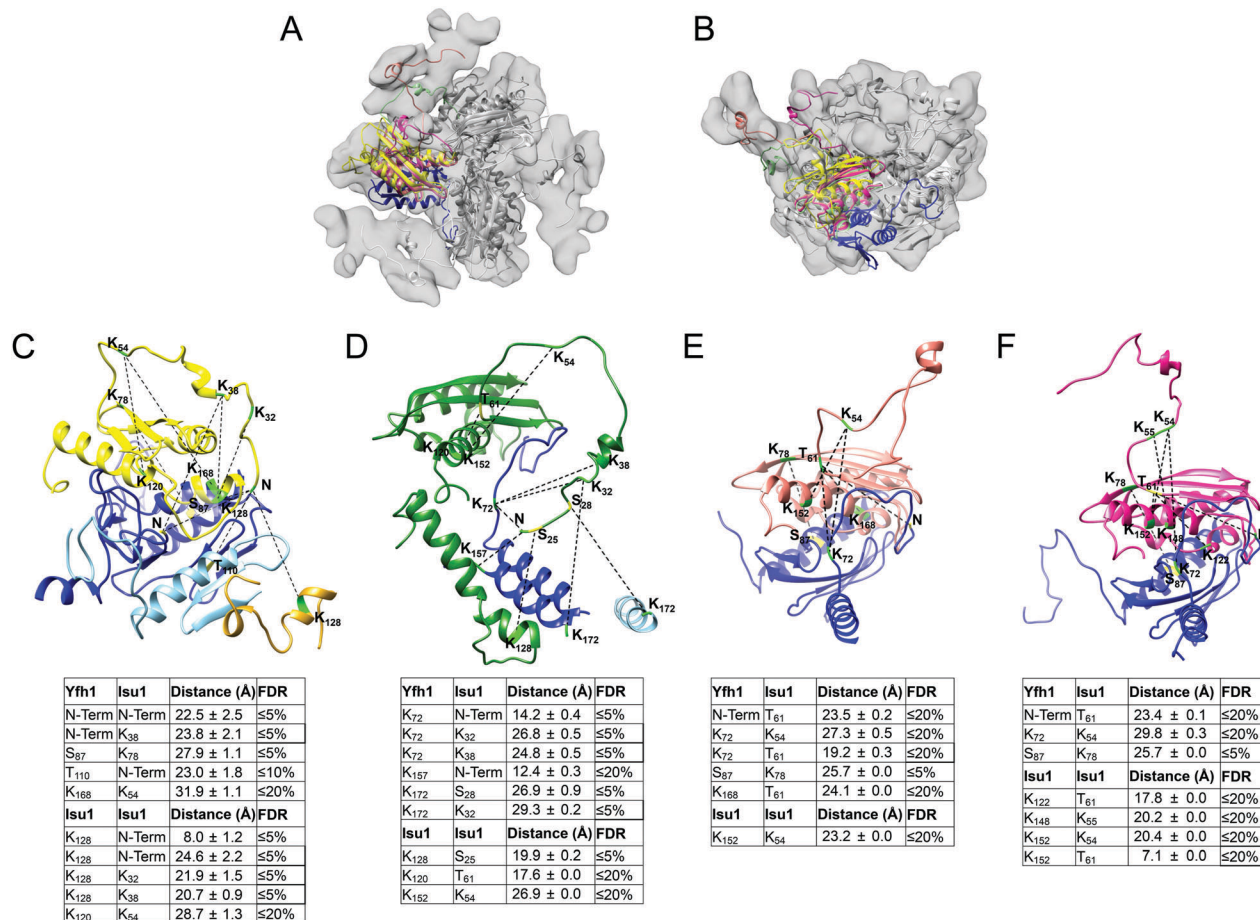 A
B
C
K54
K38
K78
K32
K168
K120
N
S87
N
K128
T110
K128
D
K54
T61
K120
K152
K38
K32
K72
S28
N
S25
K157
K172
K128
K172
E
K54
K78
T61
K152
K168
N
S87
K72
F
K54
K55
K78
T61
K152
K148
K122
K72
S87
Yfh1 Isu1 Distance (Å) FDR
N-Term N-Term 22.5 ± 2.5 ≤5%
N-Term K38 23.8 ± 2.1 ≤5%
S87 K78 27.9 ± 1.1 ≤5%
T110 N-Term 23.0 ± 1.8 ≤10%
K168 K54 31.9 ± 1.1 ≤20%
Isu1 Isu1
K128 N-Term 8.0 ± 1.2 ≤5%
K128 N-Term 24.6 ± 2.2 ≤5%
K128 K32 21.9 ± 1.5 ≤5%
K128 K38 20.7 ± 0.9 ≤5%
K120 K54 28.7 ± 1.3 ≤20%
Yfh1 Isu1 Distance (Å) FDR
K72 N-Term 14.2 ± 0.4 ≤5%
K72 K32 26.8 ± 0.5 ≤5%
K72 K38 24.8 ± 0.5 ≤5%
K157 N-Term 12.4 ± 0.3 ≤20%
K172 S28 26.9 ± 0.9 ≤5%
K172 K32 29.3 ± 0.2 ≤5%
Isu1 Isu1
K128 S25 19.9 ± 0.2 ≤5%
K120 T61 17.6 ± 0.0 ≤20%
K152 K54 26.9 ± 0.0 ≤20%
Yfh1 Isu1 Distance (Å) FDR
N-Term T61 23.5 ± 0.2 ≤20%
K72 K54 27.3 ± 0.5 ≤20%
K72 T61 19.2 ± 0.3 ≤20%
S87 K78 25.7 ± 0.0 ≤5%
K168 T61 24.1 ± 0.0 ≤20%
Isu1 Isu1
K152 K54 23.2 ± 0.0 ≤20%
Yfh1 Isu1 Distance (Å) FDR
N-Term T61 23.4 ± 0.1 ≤20%
K72 K54 29.8 ± 0.3 ≤20%
S87 K78 25.7 ± 0.0 ≤5%
Isu1 Isu1
K122 T61 17.8 ± 0.0 ≤20%
K148 K55 20.2 ± 0.0 ≤20%
K152 K54 20.4 ± 0.0 ≤20%
K152 T61 7.1 ± 0.0 ≤20%